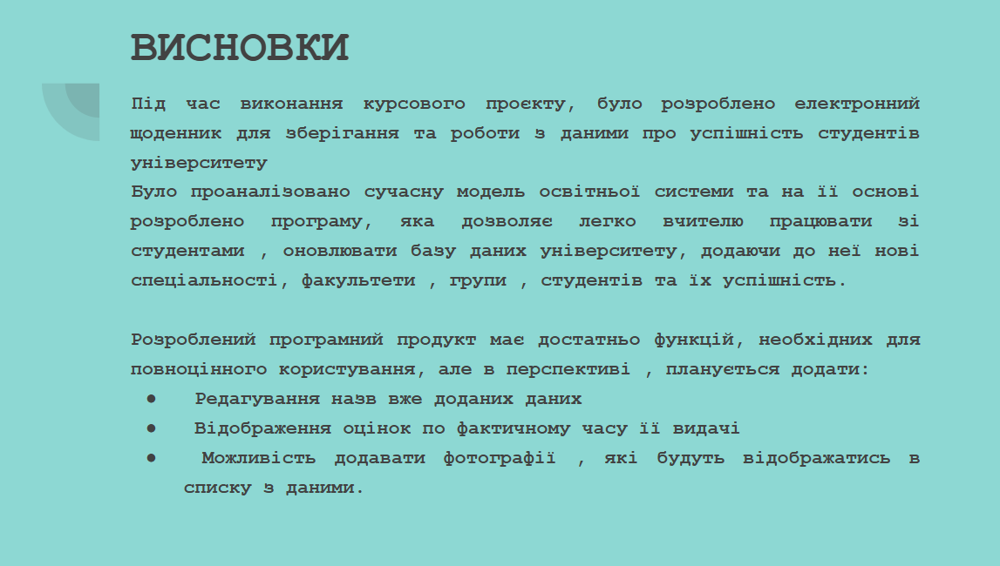 ВИСНОВКИ
Під час виконання курсового проєкту, було розроблено електронний
щоденник для зберігання та роботи з даними про успішність студентів
університету
Було проаналізовано сучасну модель освітньої системи та на її основі
розроблено програму, яка дозволяє легко вчителю працювати зі
студентами , оновлювати базу даних університету, додаючи до неї нові
спеціальності, факультети , групи , студентів та їх успішність.
Розроблений програмний продукт має достатньо функцій, необхідних для
повноцінного користування, але в перспективі , планується додати:
● Редагування назв вже доданих даних
● Відображення оцінок по фактичному часу її видачі
● Можливість додавати фотографії , які будуть відображатись в
списку з даними.